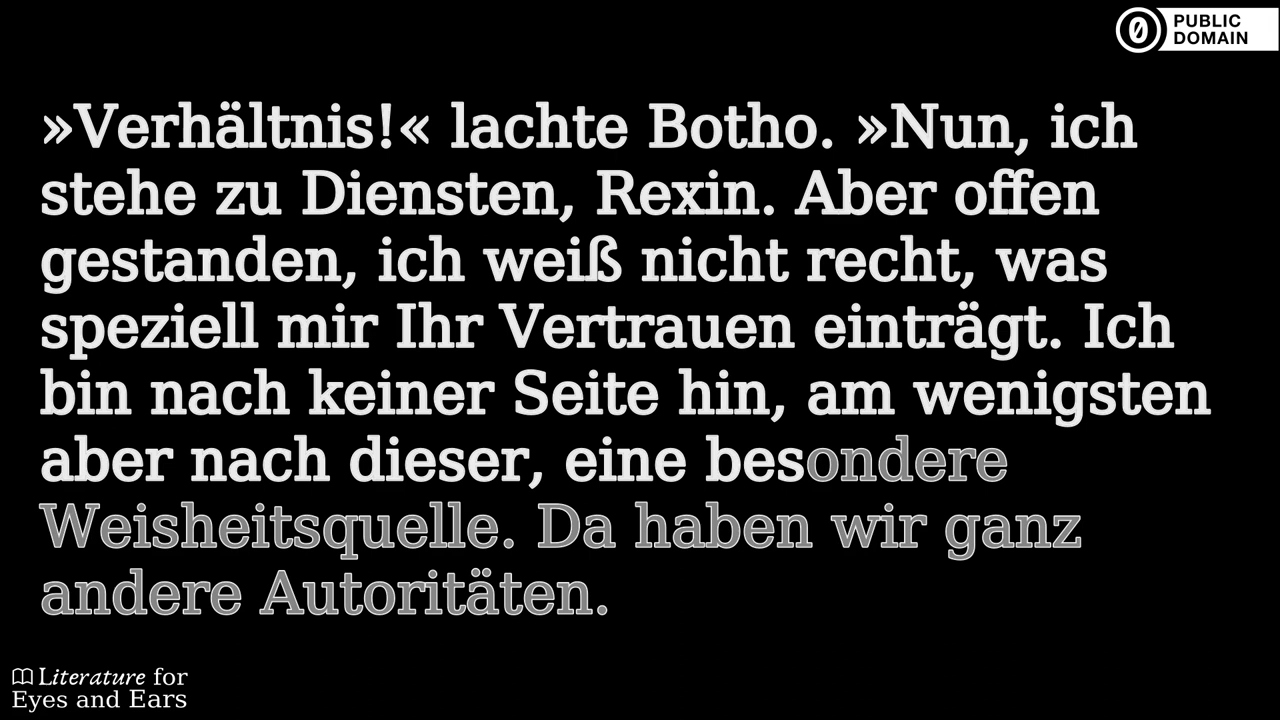 PUBLIC
DOMAIN
»Verhältnis!« lachte Botho. »Nun, ich
stehe zu Diensten, Rexin. Aber offen
gestanden, ich weiß nicht recht, was
speziell mir Ihr Vertrauen einträgt. Ich
bin nach keiner Seite hin, am wenigsten
aber nach dieser, eine besondere
Weisheitsquelle. Da haben wir ganz
andere Autoritäten.
Literature for
Eyes and Ears